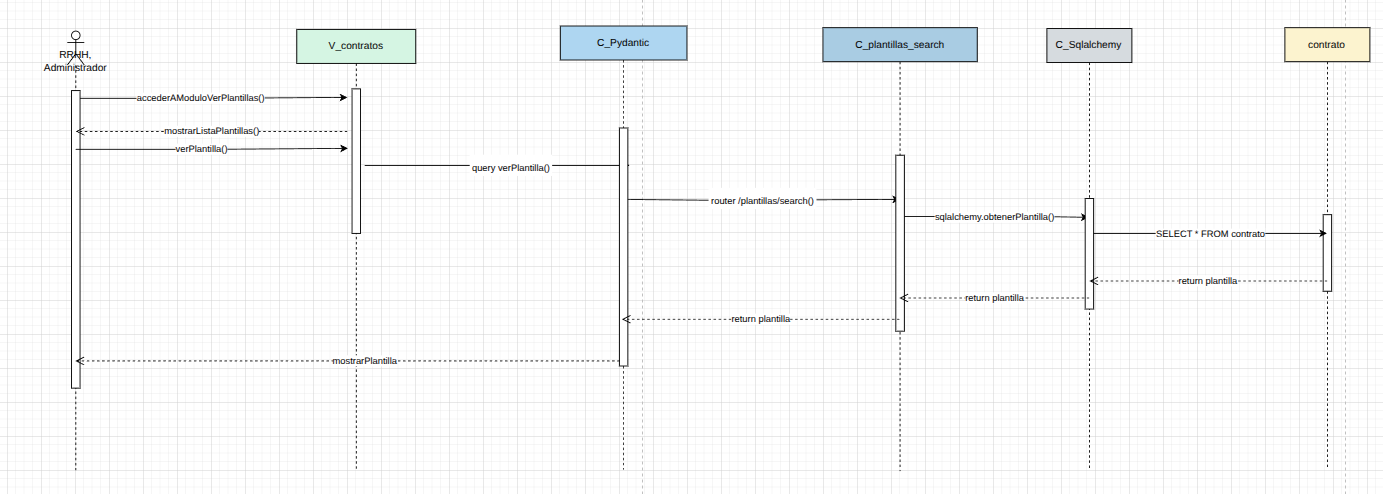 RRHH,
Administrador
V_contratos
C_Pydantic
C_plantillas_search
C_Sqlalchemy
contrato
accederAModuloVerPlantillas()
mostrarListaPlantillas()
verPlantilla()
query verPlantilla()
router /plantillas/search()
sqlalchemy.obtenerPlantilla()
SELECT * FROM contrato
return plantilla
return plantilla
return plantilla
mostrarPlantilla